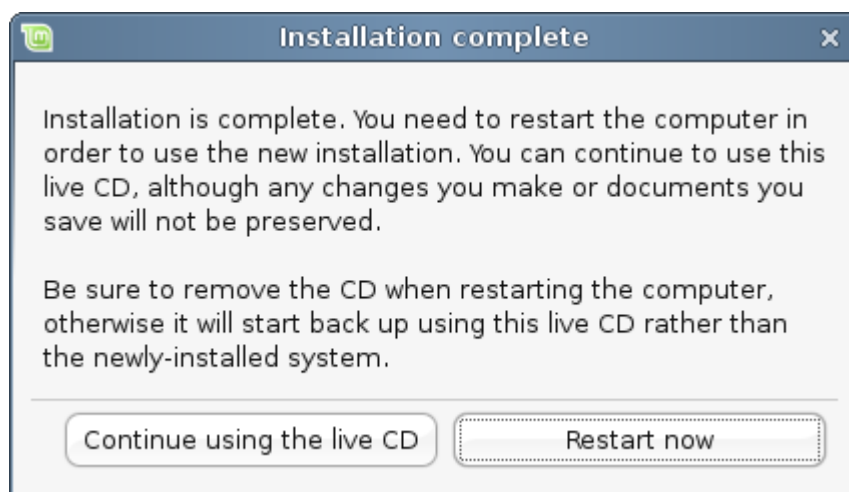 Installation complete
Installation is complete. You need to restart the computer in
order to use the new installation. You can continue to use this
live CD, although any changes you make or documents you
save will not be preserved.
Be sure to remove the CD when restarting the computer,
otherwise it will start back up using this live CD rather than
the newly-installed system.
Continue using the live CD
Restart now